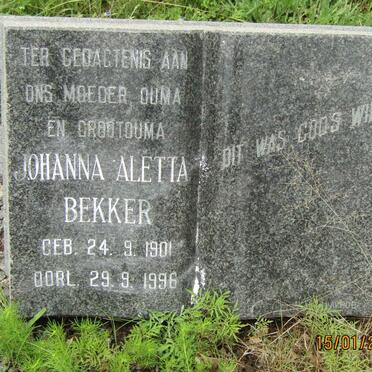 TER GEDAGTENIS AAN
ONS MOEDER, OUMA
EN GROOTOUMA
JOHANNA ALETTA
BEKKER
GEB. 24. 9. 1901
OORL. 29. 9. 1996
DIT WAS GODS WI
15/01/2